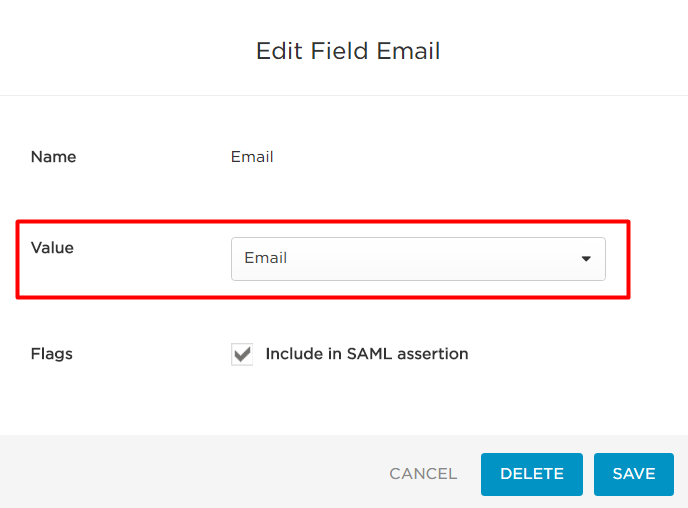 Edit Field Email
Name Email
Value Email
Flags Include in SAML assertion
CANCEL DELETE SAVE